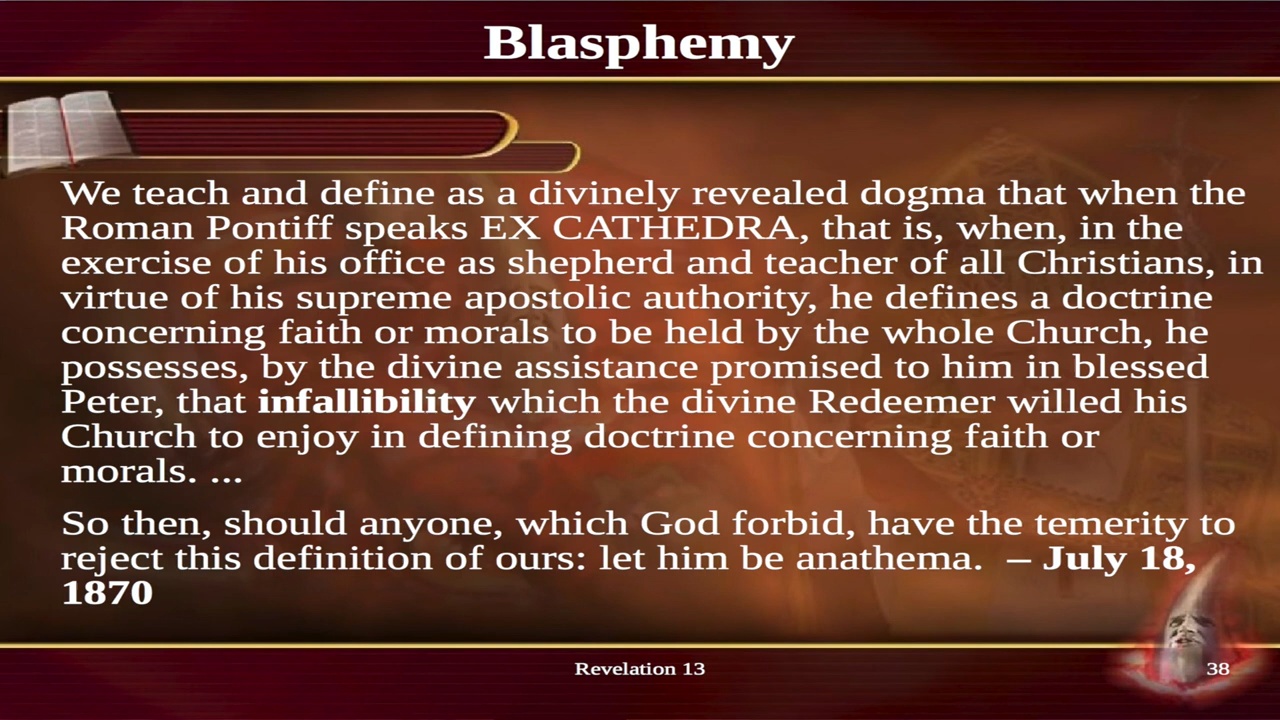 Blasphemy
We teach and define as a divinely revealed dogma that when the
Roman Pontiff speaks EX CATHEDRA, that is, when, in the
exercise of his office as shepherd and teacher of all Christians, in
virtue of his supreme apostolic authority, he defines a doctrine
concerning faith or morals to be held by the whole Church, he
possesses, by the divine assistance promised to him in blessed
Peter, that infallibility which the divine Redeemer willed his
Church to enjoy in defining doctrine concerning faith or
morals. ...
So then, should anyone, which God forbid, have the temerity to
reject this definition of ours: let him be anathema.  – July 18,
1870
Revelation 13
38